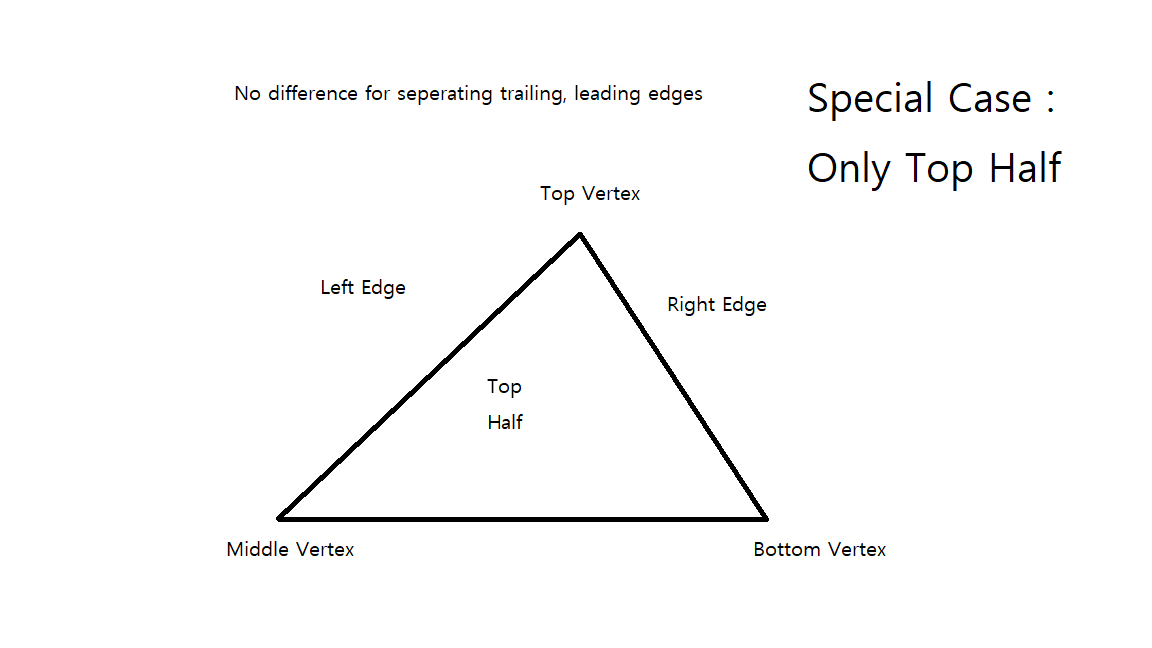 No difference for seperating trailing, leading edges
Special Case :
Only Top Half
Top Vertex
Left Edge
Right Edge
Top
Half
Middle Vertex
Bottom Vertex